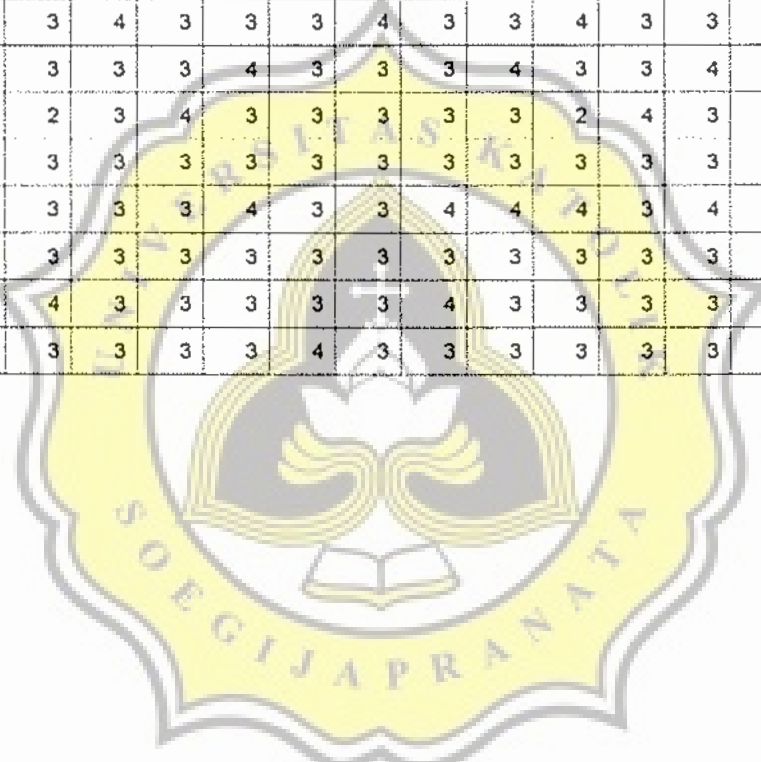 3 4 3 3 3 4 3 3 4 3 3
3 3 3 4 3 3 3 4 3 3 4
2 3 4 3 3 3 3 3 2 4 3
3 3 3 3 3 3 3 3 3 3 3
3 3 3 4 3 3 4 4 4 3 4
3 3 3 3 3 3 3 3 3 3 3
4 3 3 3 3 3 4 3 3 3 3
3 3 3 3 4 3 3 3 3 3 3
UNIVERSITAS KATOLIK
SOEGIJAPRANATA